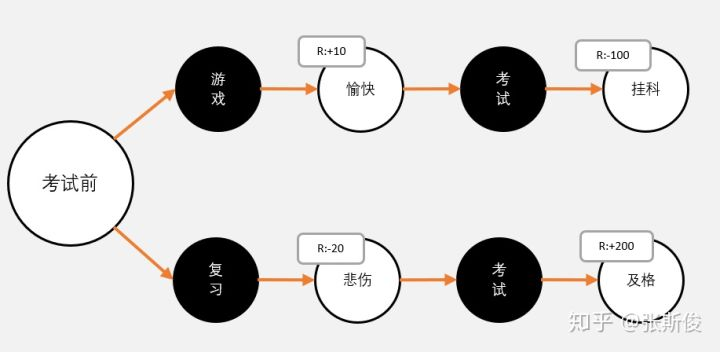 考试前
游
戏
R:+10
愉快
考
试
R:-100
挂科
复
习
R:-20
悲伤
考
试
R:+200
及格
知乎 @张斯俊